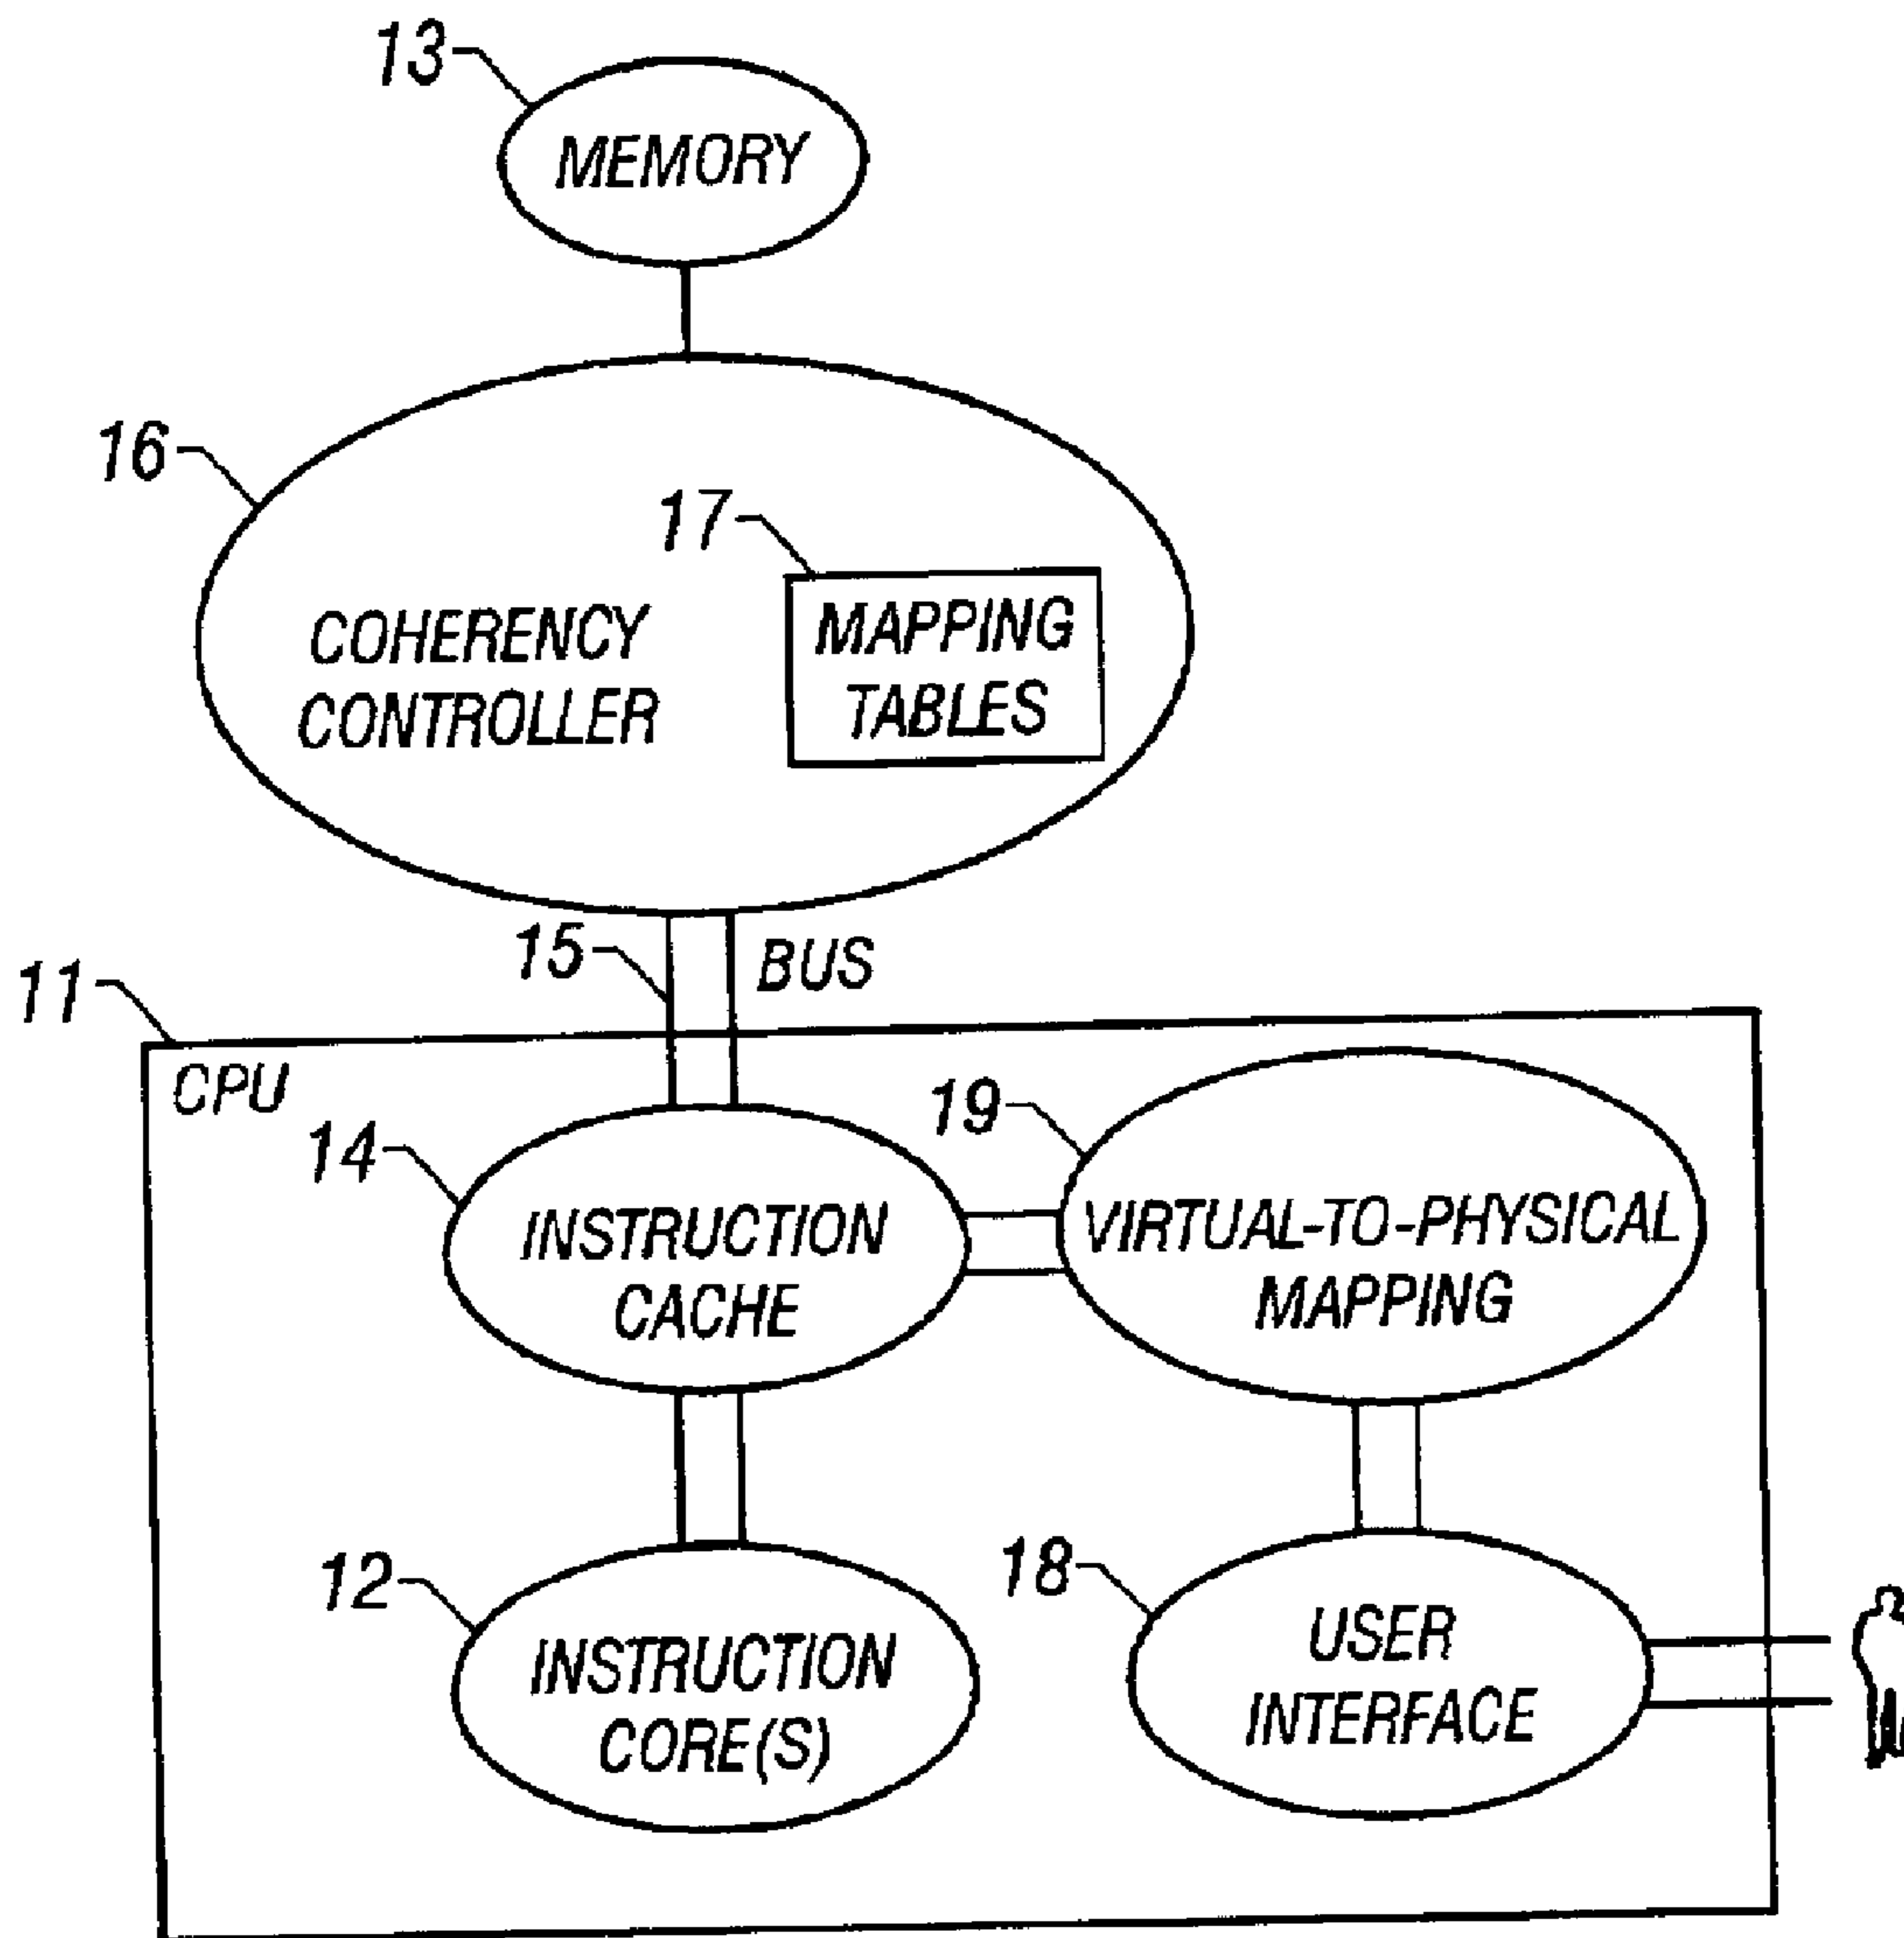 13
MEMORY
16
17
COHERENCY
CONTROLLER
MAPPING
TABLES
15
BUS
11
CPU
14
19
INSTRUCTION
CACHE
VIRTUAL-TO-PHYSICAL
MAPPING
12
18
INSTRUCTION
CORE(S)
USER
INTERFACE